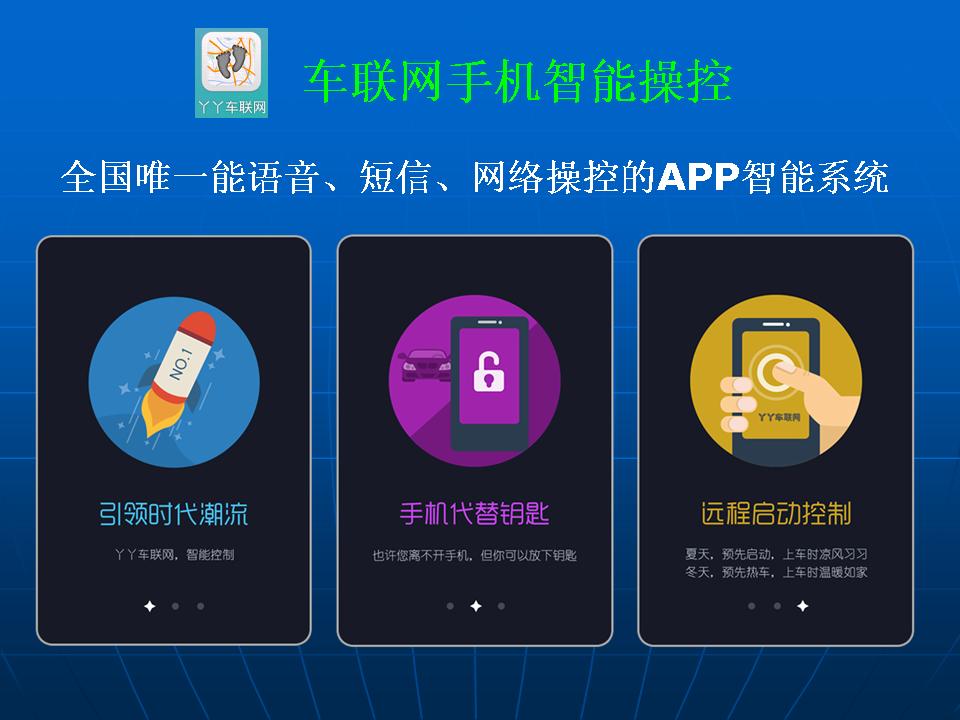 丫丫车联网
车联网手机智能操控
全国唯一能语音、短信、网络操控的APP智能系统
NO.1
引领时代潮流
丫丫车联网，智能控制
手机代替钥匙
也许您离不开手机，但你可以放下钥匙
丫丫车联网
远程启动控制
夏天，预先启动，上车时凉风习习
冬天，预先热车，上车时温暖如家